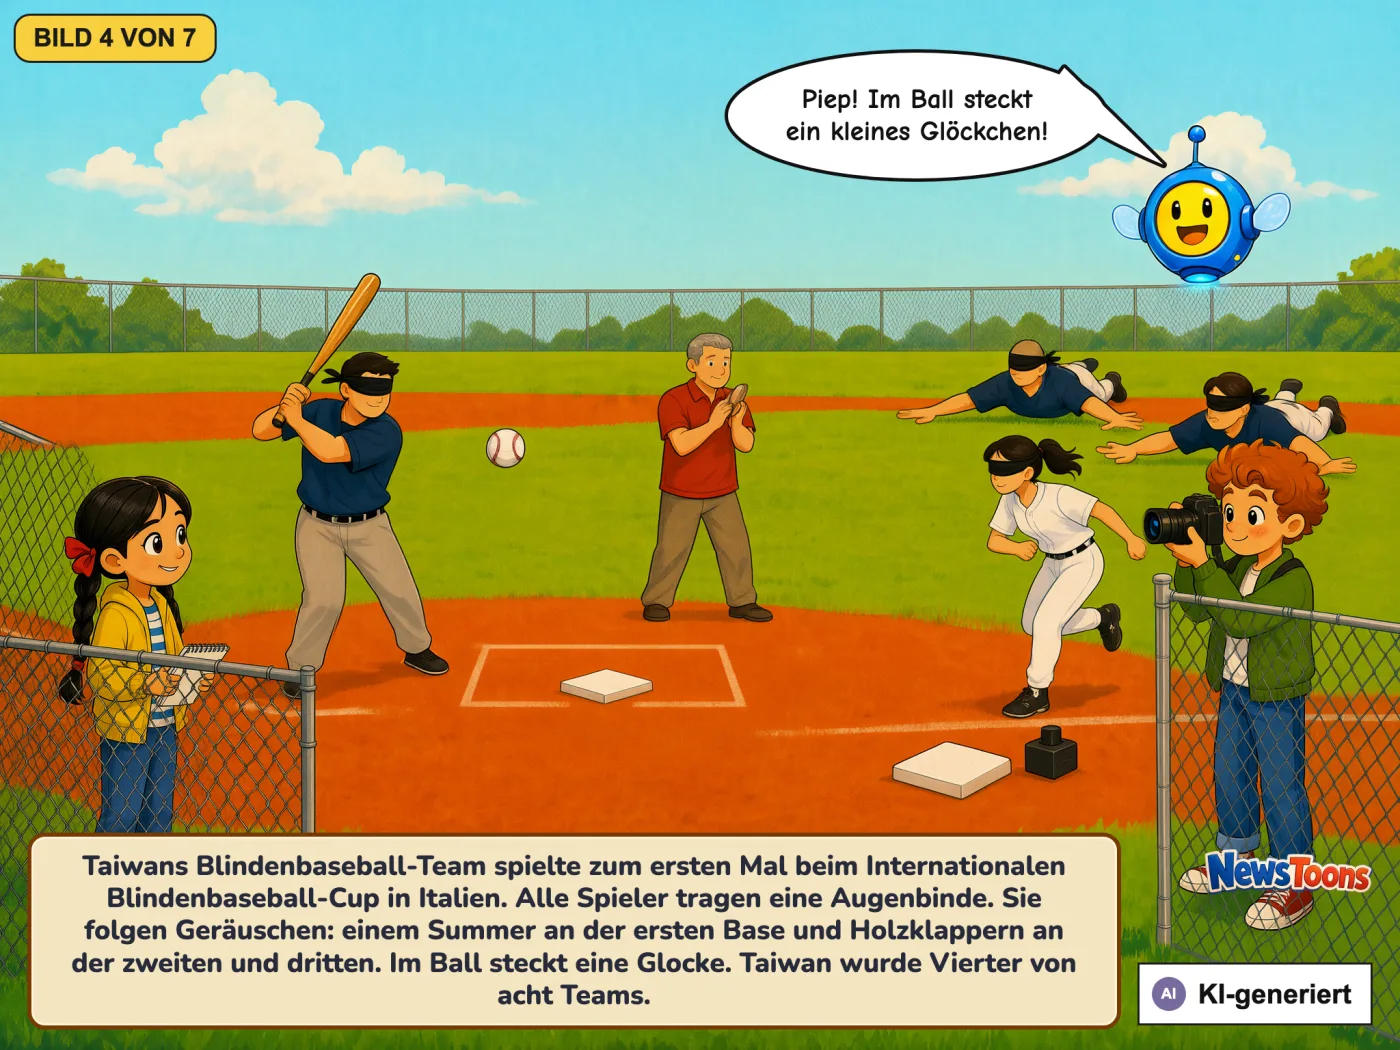 BILD 4 VON 7
Piep! Im Ball steckt
ein kleines Glöckchen!
Taiwans Blindenbaseball-Team spielte zum ersten Mal beim Internationalen
Blindenbaseball-Cup in Italien. Alle Spieler tragen eine Augenbinde. Sie
folgen Geräuschen: einem Summer an der ersten Base und Holzklappern an
der zweiten und dritten. Im Ball steckt eine Glocke. Taiwan wurde Vierter von
acht Teams.
NewsToons
AI KI-generiert